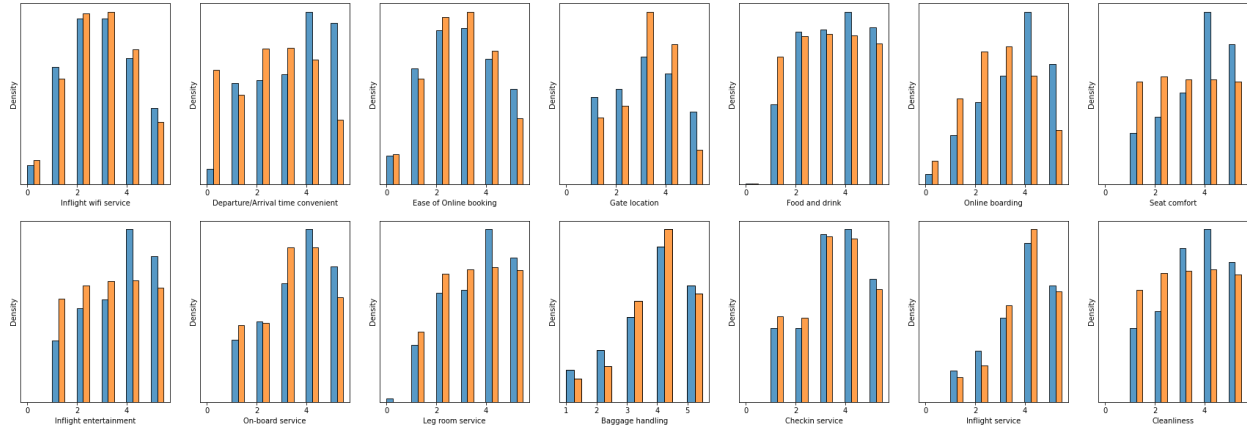 Density
0 2 4
Inflight wifi service
Density
0 2 4
Departure/Arrival time convenient
Density
0 2 4
Ease of Online booking
Density
0 2 4
Gate location
Density
0 2 4
Food and drink
Density
0 2 4
Online boarding
Density
0 2 4
Seat comfort
Density
0 2 4
Inflight entertainment
Density
0 2 4
On-board service
Density
0 2 4
Leg room service
Density
1 2 3 4 5
Baggage handling
Density
0 2 4
Checkin service
Density
0 2 4
Inflight service
Density
0 2 4
Cleanliness